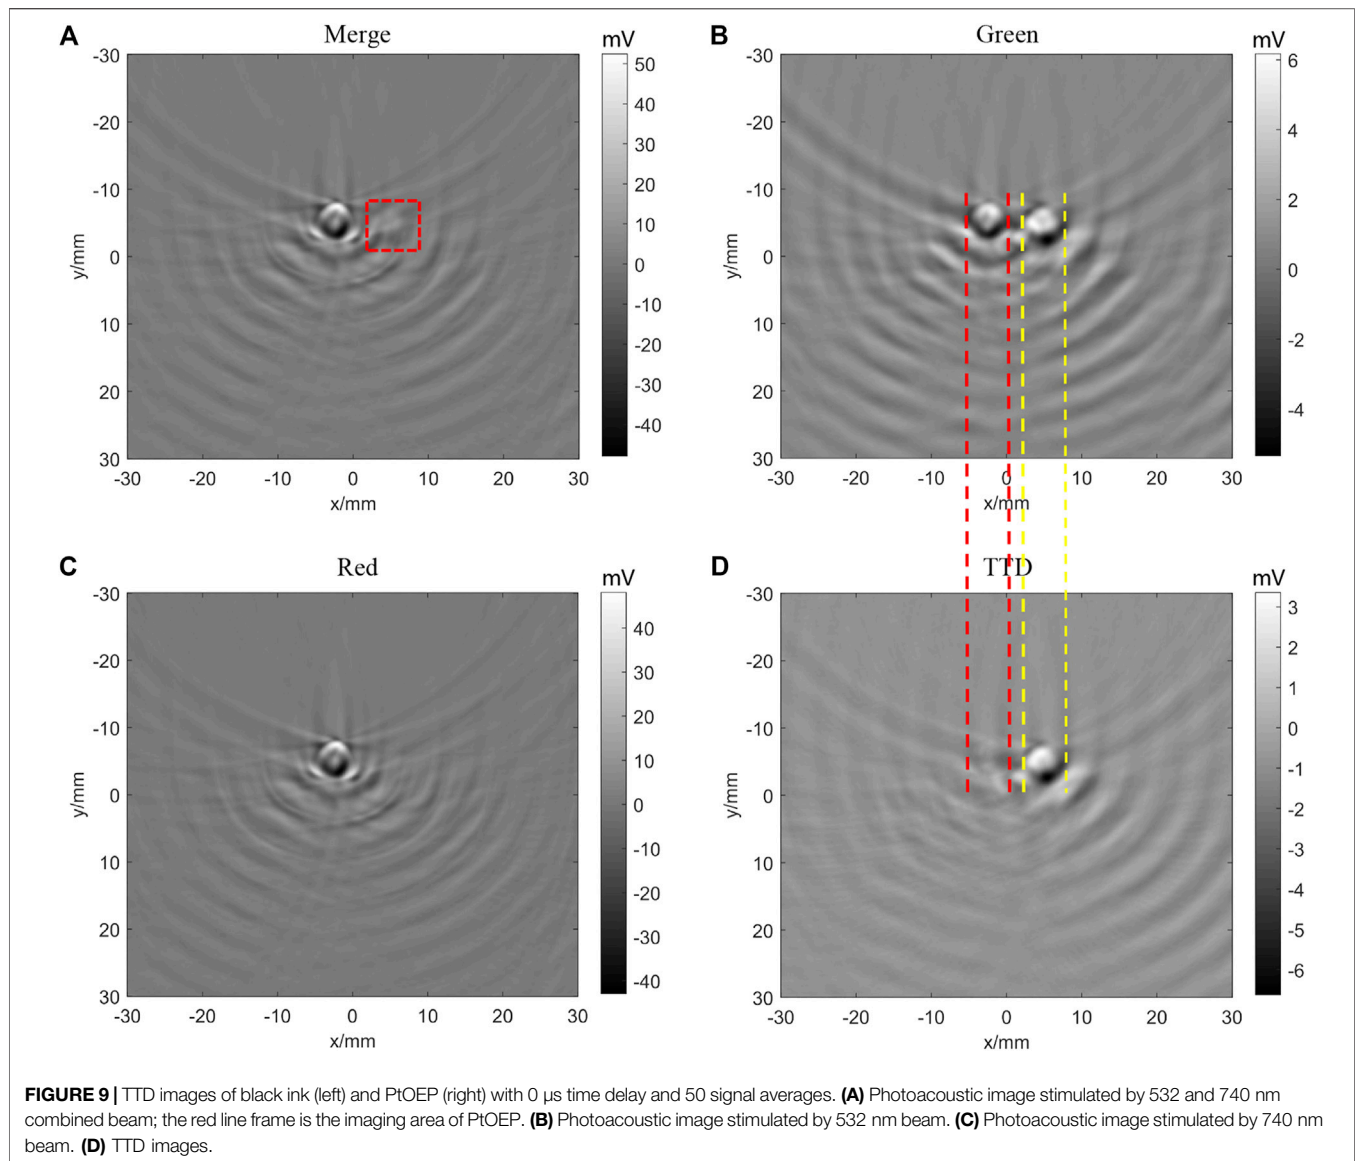 A
Merge
mV
-30
-20
-10
0
10
20
30
y/mm
-30 -20 -10 0 10 20 30
x/mm
50
40
30
20
10
0
-10
-20
-30
-40
B
Green
mV
-30
-20
-10
0
10
20
30
y/mm
-30 -20 -10 0 10 20 30
x/mm
6
4
2
0
-2
-4
C
Red
mV
-30
-20
-10
0
10
20
30
y/mm
-30 -20 -10 0 10 20 30
x/mm
40
30
20
10
0
-10
-20
-30
-40
D
TTD
mV
-30
-20
-10
0
10
20
30
y/mm
-30 -20 -10 0 10 20 30
x/mm
3
2
1
0
-1
-2
-3
-4
-5
-6
FIGURE 9 | TTD images of black ink (left) and PtOEP (right) with 0 µs time delay and 50 signal averages. (A) Photoacoustic image stimulated by 532 and 740 nm
combined beam; the red line frame is the imaging area of PtOEP. (B) Photoacoustic image stimulated by 532 nm beam. (C) Photoacoustic image stimulated by 740 nm
beam. (D) TTD images.